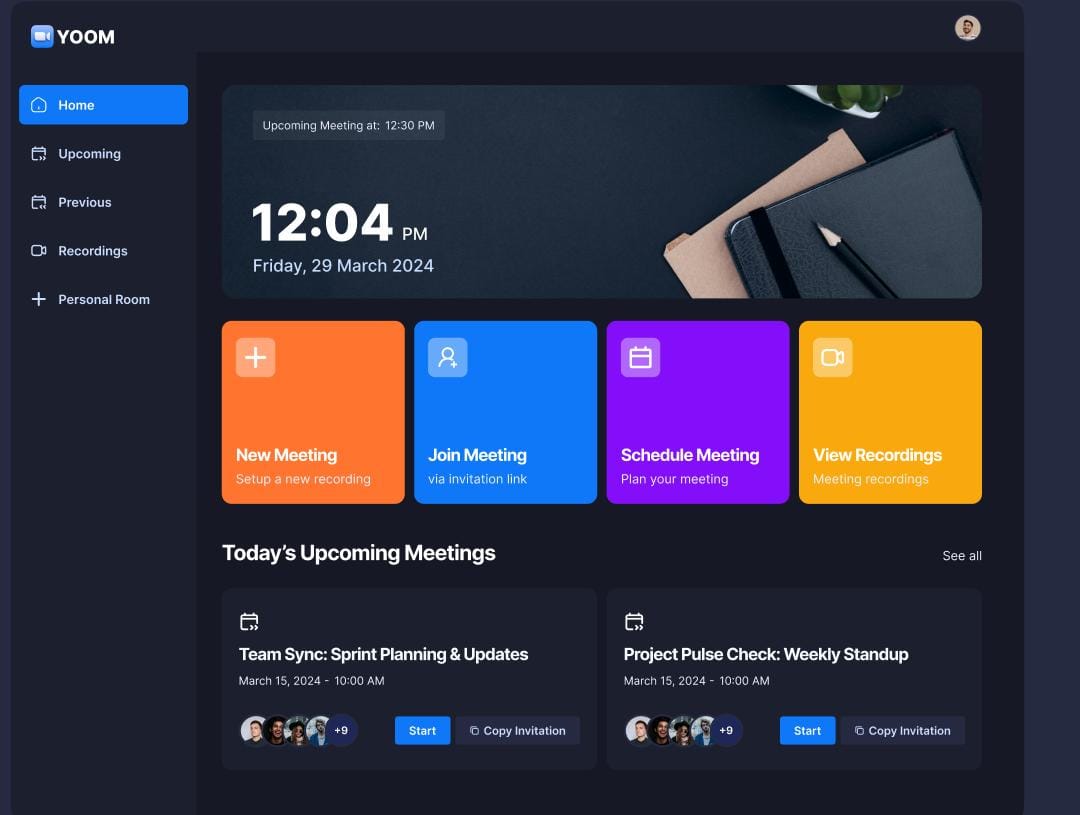 YOOM
Home
Upcoming
Previous
Recordings
Personal Room
Upcoming Meeting at: 12:30 PM
12:04 PM
Friday, 29 March 2024
New Meeting
Setup a new recording
Join Meeting
via invitation link
Schedule Meeting
Plan your meeting
View Recordings
Meeting recordings
Today’s Upcoming Meetings
See all
Team Sync: Sprint Planning & Updates
March 15, 2024 - 10:00 AM
+9
Start
Copy Invitation
Project Pulse Check: Weekly Standup
March 15, 2024 - 10:00 AM
+9
Start
Copy Invitation